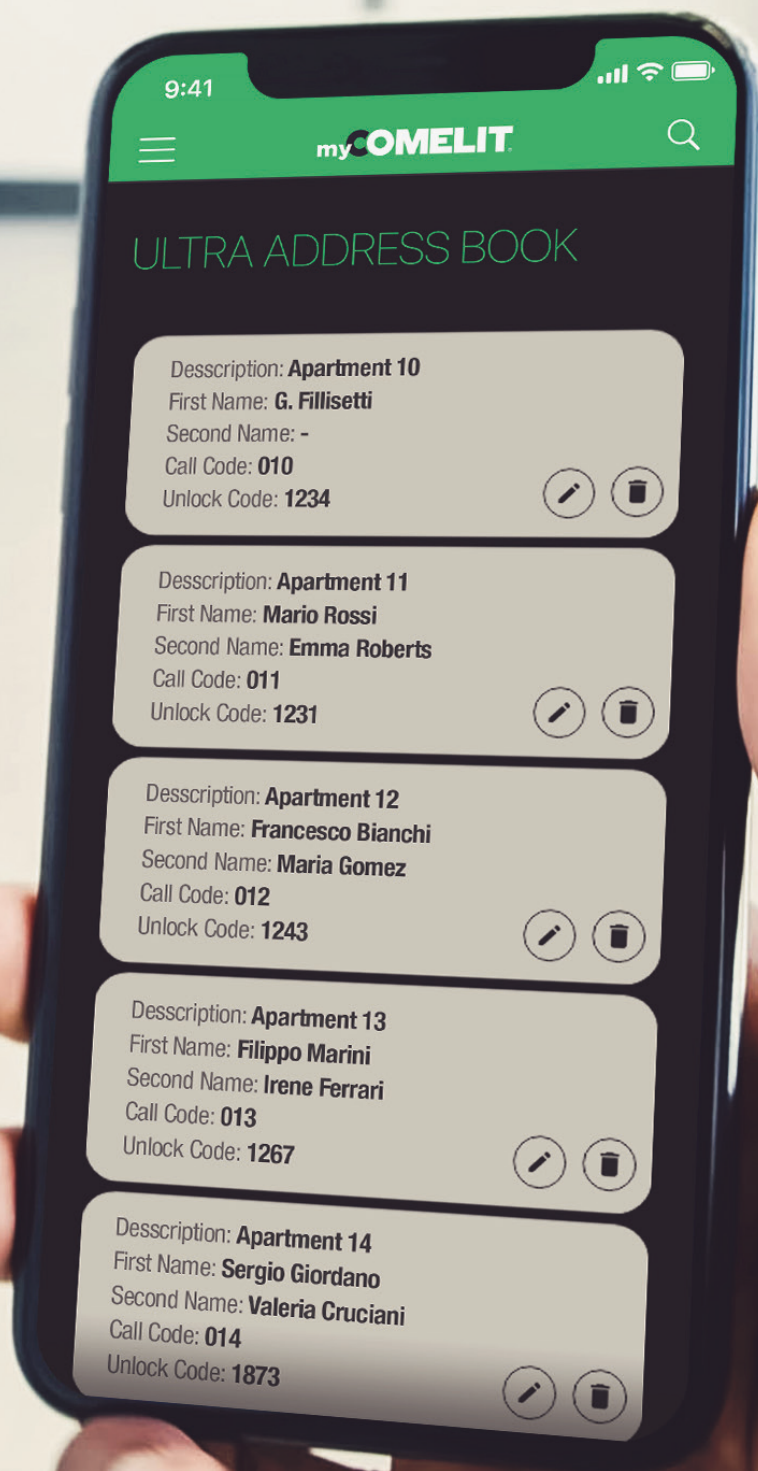 9:41
myCOMELIT
ULTRA ADDRESS BOOK
Desscription: Apartment 10
First Name: G. Fillisetti
Second Name: -
Call Code: 010
Unlock Code: 1234
Desscription: Apartment 11
First Name: Mario Rossi
Second Name: Emma Roberts
Call Code: 011
Unlock Code: 1231
Desscription: Apartment 12
First Name: Francesco Bianchi
Second Name: Maria Gomez
Call Code: 012
Unlock Code: 1243
Desscription: Apartment 13
First Name: Filippo Marini
Second Name: Irene Ferrari
Call Code: 013
Unlock Code: 1267
Desscription: Apartment 14
First Name: Sergio Giordano
Second Name: Valeria Cruciani
Call Code: 014
Unlock Code: 1873